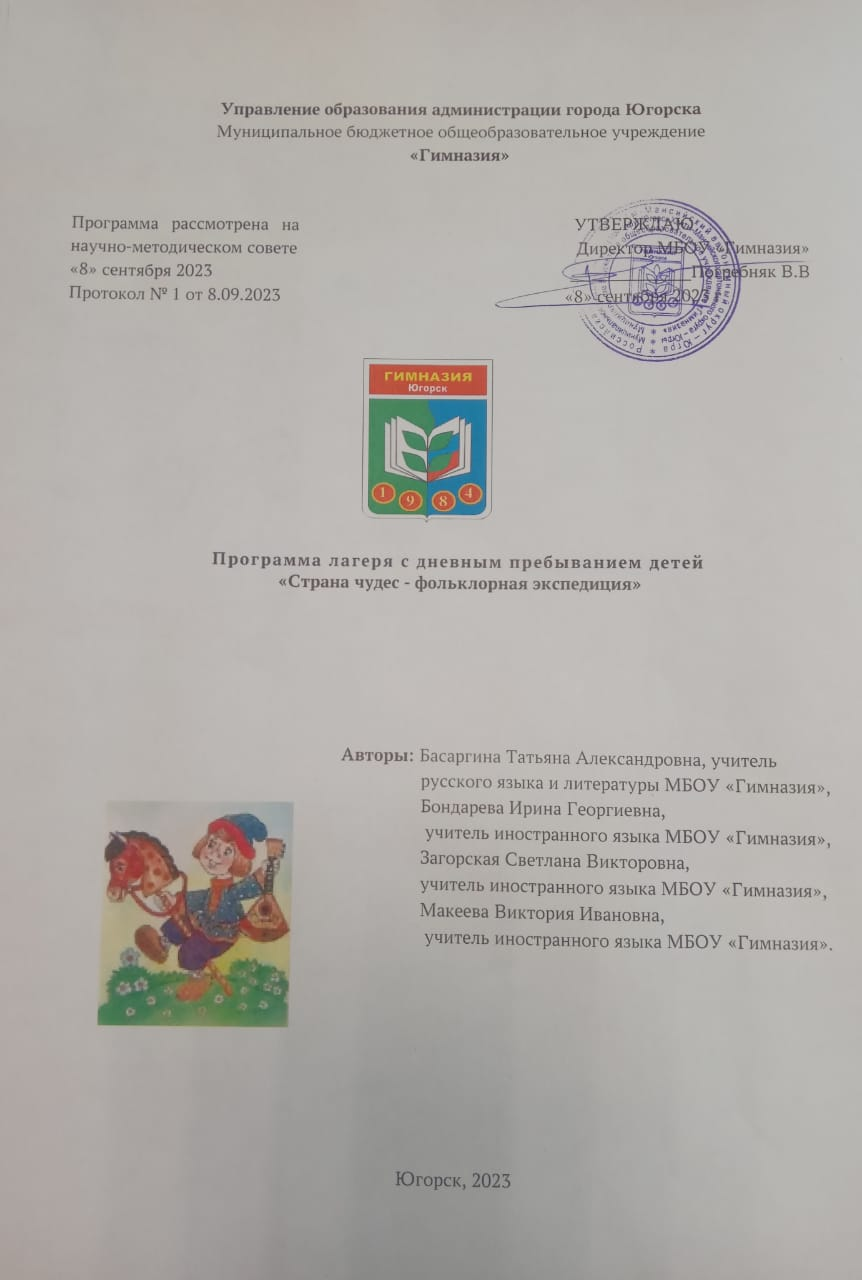 Управление образования администрации города Югорска
Муниципальное бюджетное общеобразовательное учреждение
«Гимназия»
Программа рассмотрена на
научно-методическом совете
«8» сентября 2023
Протокол № 1 от 8.09.2023
УТВЕРЖДАЮ
Директор МБОУ «Гимназия»
Погребняк В.В
«8» сентября 2023
ГИМНАЗИЯ
Югорск
1 9 8 4
Программа лагеря с дневным пребыванием детей
«Страна чудес - фольклорная экспедиция»
Авторы: Басаргина Татьяна Александровна, учитель
русского языка и литературы МБОУ «Гимназия»,
Бондарева Ирина Георгиевна,
учитель иностранного языка МБОУ «Гимназия»,
Загорская Светлана Викторовна,
учитель иностранного языка МБОУ «Гимназия»,
Макеева Виктория Ивановна,
учитель иностранного языка МБОУ «Гимназия».
Югорск, 2023